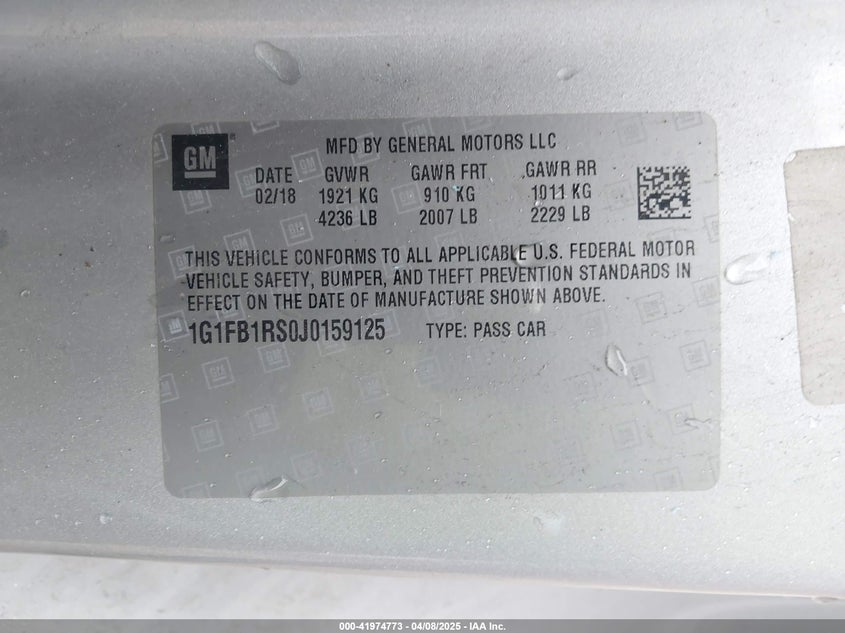 GM
MFD BY GENERAL MOTORS LLC
DATE GVWR GAWR FRT GAWR RR
02/18 1921 KG 910 KG 1011 KG
4236 LB 2007 LB 2229 LB
THIS VEHICLE CONFORMS TO ALL APPLICABLE U.S. FEDERAL MOTOR
VEHICLE SAFETY, BUMPER, AND THEFT PREVENTION STANDARDS IN
EFFECT ON THE DATE OF MANUFACTURE SHOWN ABOVE.
1G1FB1RS0J0159125 TYPE: PASS CAR
000-41974773 - 04/08/2025 - IAA Inc.